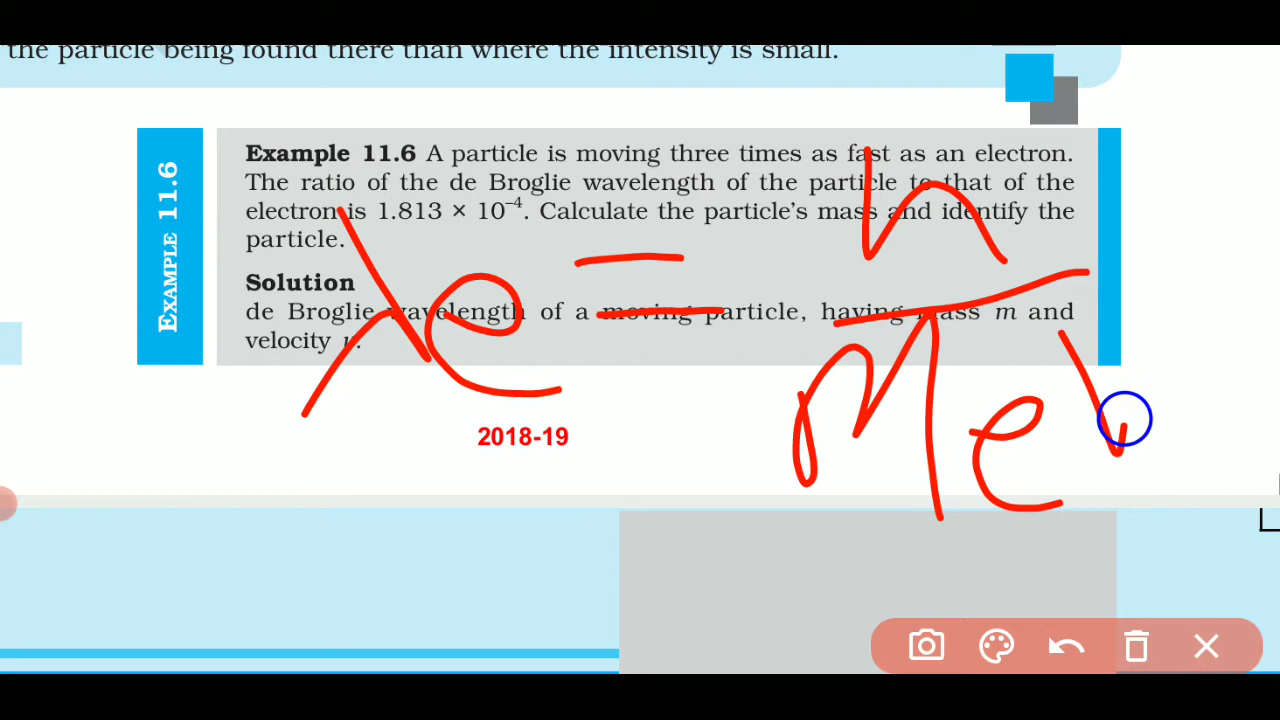 the particle being found there than where the intensity is small.
EXAMPLE 11.6
Example 11.6 A particle is moving three times as fast as an electron.
The ratio of the de Broglie wavelength of the particle to that of the
electron is 1.813 × 10⁻⁴. Calculate the particle's mass and identify the
particle.
Solution
de Broglie wavelength of a moving particle, having mass m and
velocity v:
λe = h
me v
2018-19